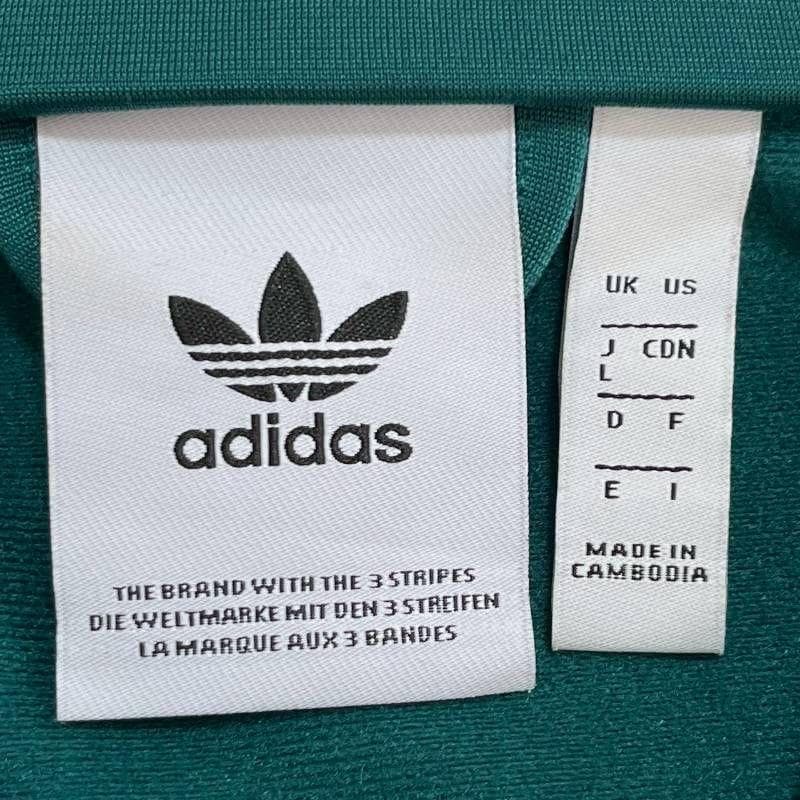 adidas
THE BRAND WITH THE 3 STRIPES
DIE WELTMARKE MIT DEN 3 STREIFEN
LA MARQUE AUX 3 BANDES
UK US
J CDN
L
D F
E I
MADE IN
CAMBODIA